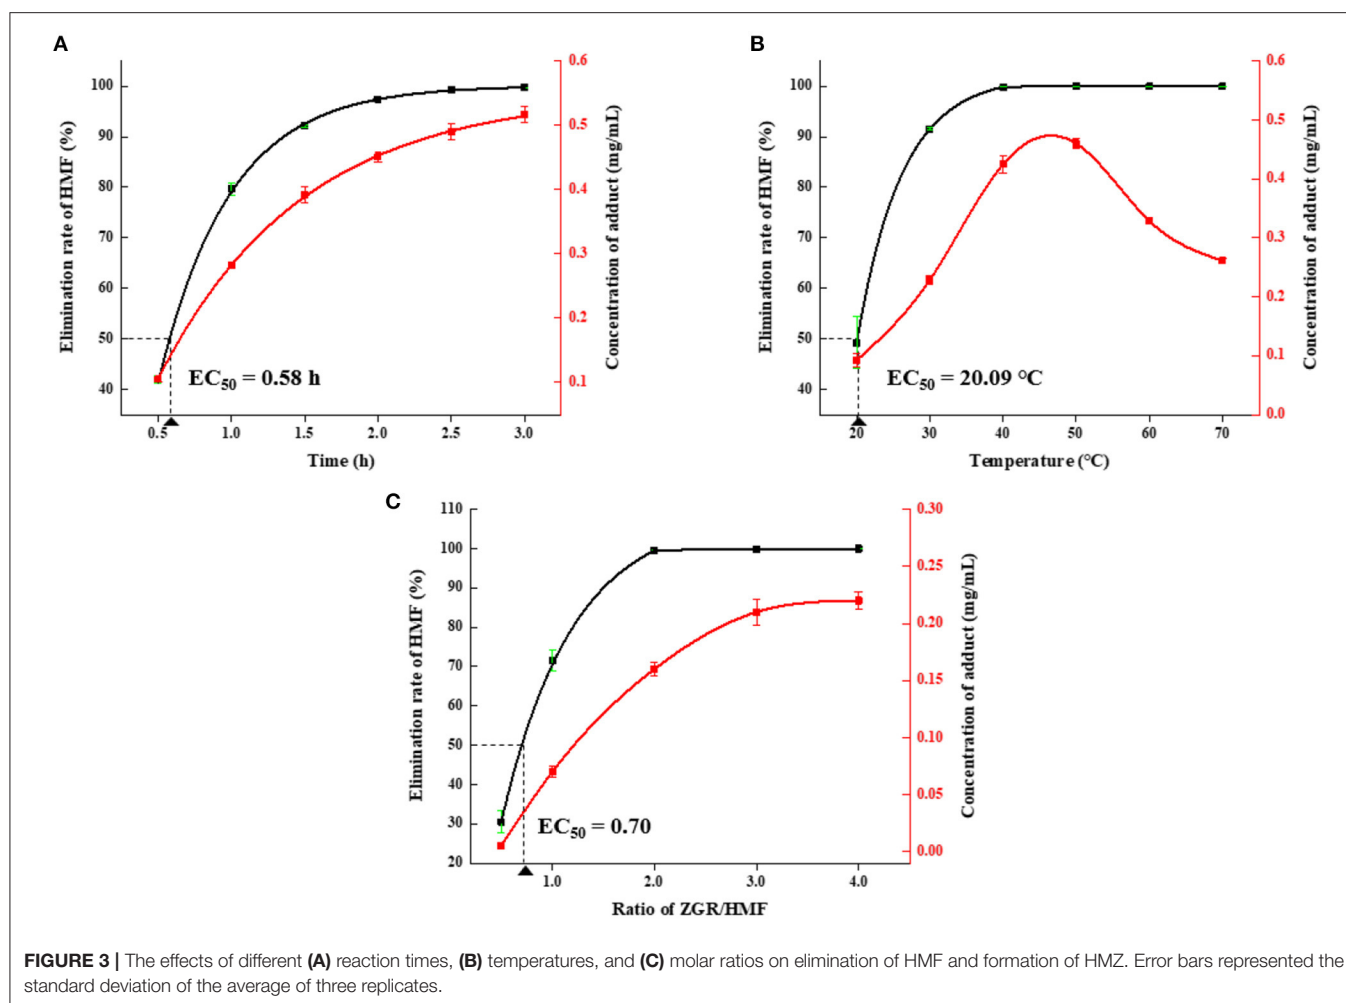 A
Elimination rate of HMF (%)
100
90
80
70
60
50
40
0.6
0.5
0.4
0.3
0.2
0.1
Concentration of adduct (mg/mL)
EC50 = 0.58 h
0.5 1.0 1.5 2.0 2.5 3.0
Time (h)
B
Elimination rate of HMF (%)
100
90
80
70
60
50
40
0.6
0.5
0.4
0.3
0.2
0.1
0.0
Concentration of adduct (mg/mL)
EC50 = 20.09 °C
20 30 40 50 60 70
Temperature (°C)
C
Elimination rate of HMF (%)
110
100
90
80
70
60
50
40
30
20
0.30
0.25
0.20
0.15
0.10
0.05
0.00
Concentration of adduct (mg/mL)
EC50 = 0.70
1.0 2.0 3.0 4.0
Ratio of ZGR/HMF
FIGURE 3 | The effects of different (A) reaction times, (B) temperatures, and (C) molar ratios on elimination of HMF and formation of HMZ. Error bars represented the
standard deviation of the average of three replicates.